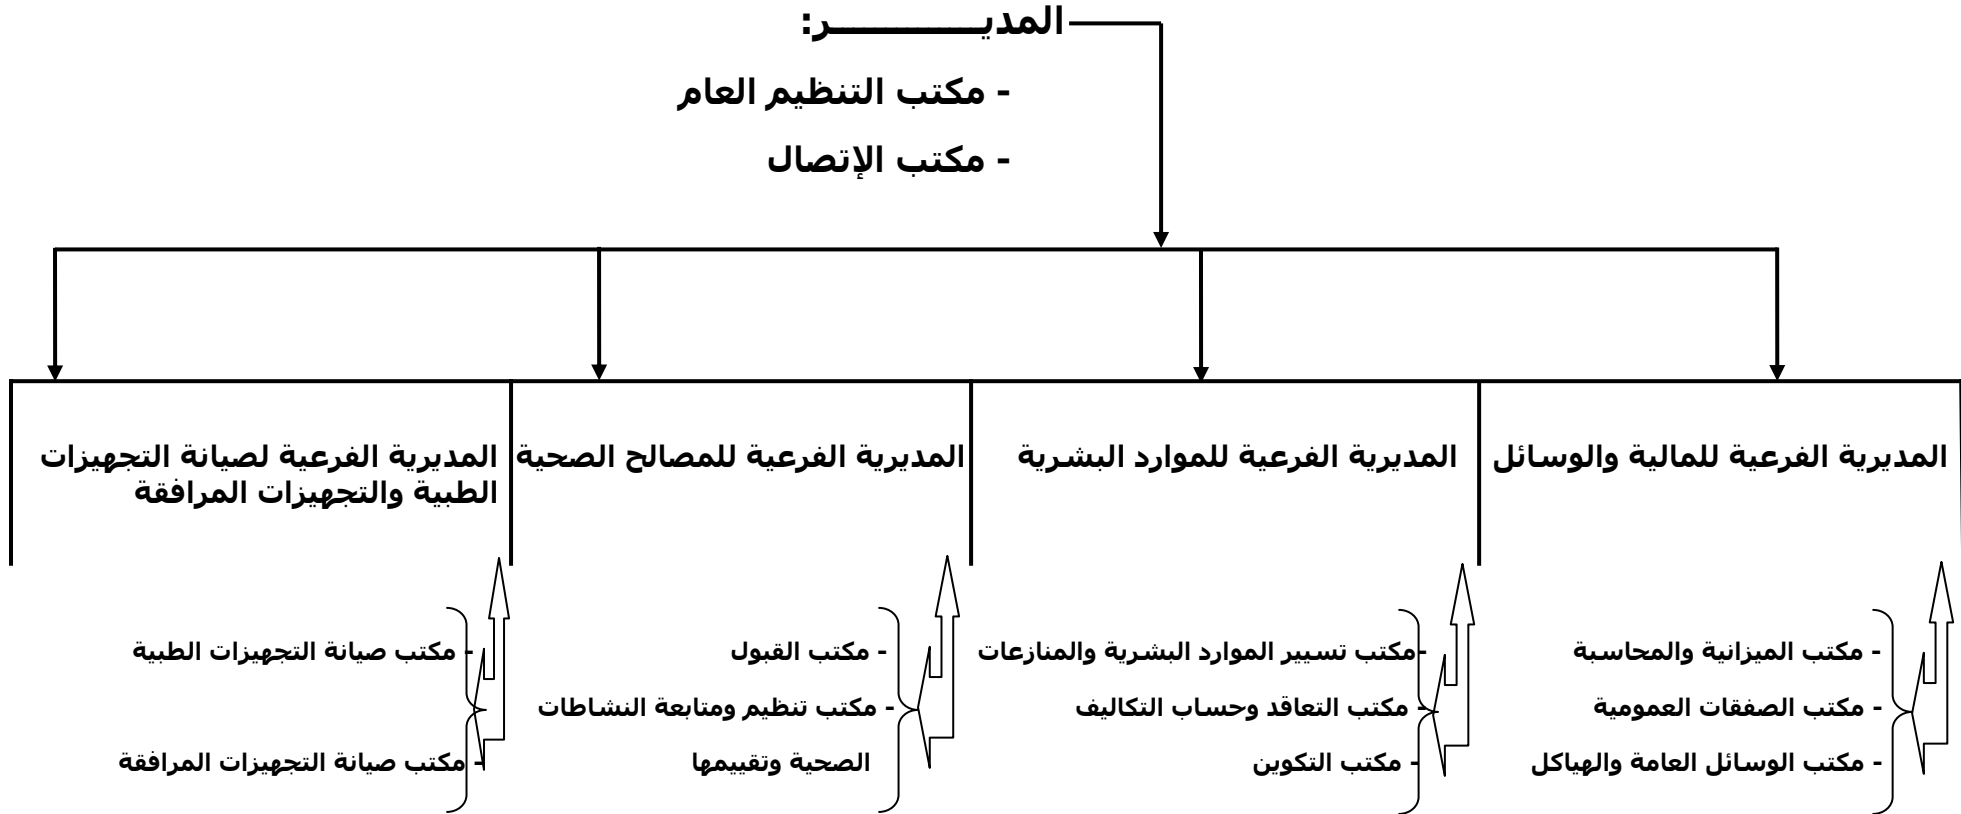 المديـــــــــــــر:
- مكتب التنظيم العام
- مكتب الإتصال
المديرية الفرعية للمالية والوسائل
المديرية الفرعية للموارد البشرية
المديرية الفرعية للمصالح الصحية
المديرية الفرعية لصيانة التجهيزات
الطبية والتجهيزات المرافقة
- مكتب الميزانية والمحاسبة
- مكتب الصفقات العمومية
- مكتب الوسائل العامة والهياكل
-مكتب تسيير الموارد البشرية والمنازعات
- مكتب التعاقد وحساب التكاليف
- مكتب التكوين
- مكتب القبول
- مكتب تنظيم ومتابعة النشاطات
الصحية وتقييمها
- مكتب صيانة التجهيزات الطبية
- مكتب صيانة التجهيزات المرافقة